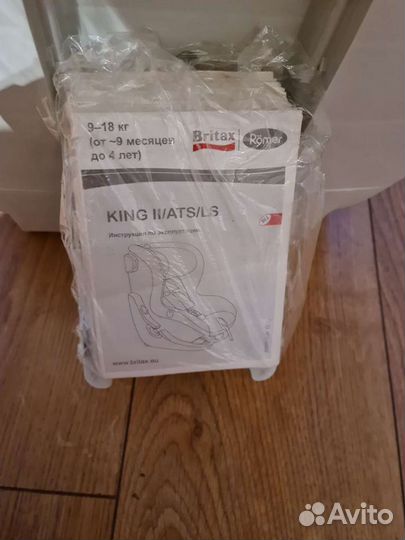 9–18 кг
(от ~9 месяцев
до 4 лет)
Britax
Römer
KING II/ATS/LS
Инструкция по эксплуатации
www.britax.eu
Avito